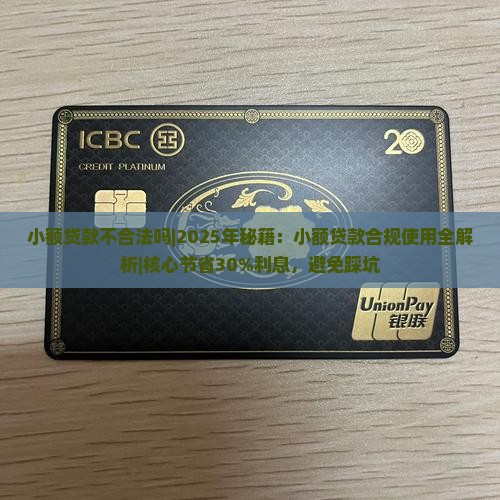 ICBC
20
CREDIT PLATINUM
小额贷款不合法吗|2025年秘籍：小额贷款合规使用全解
析|核心节省30%利息，避免踩坑
UnionPay
银联